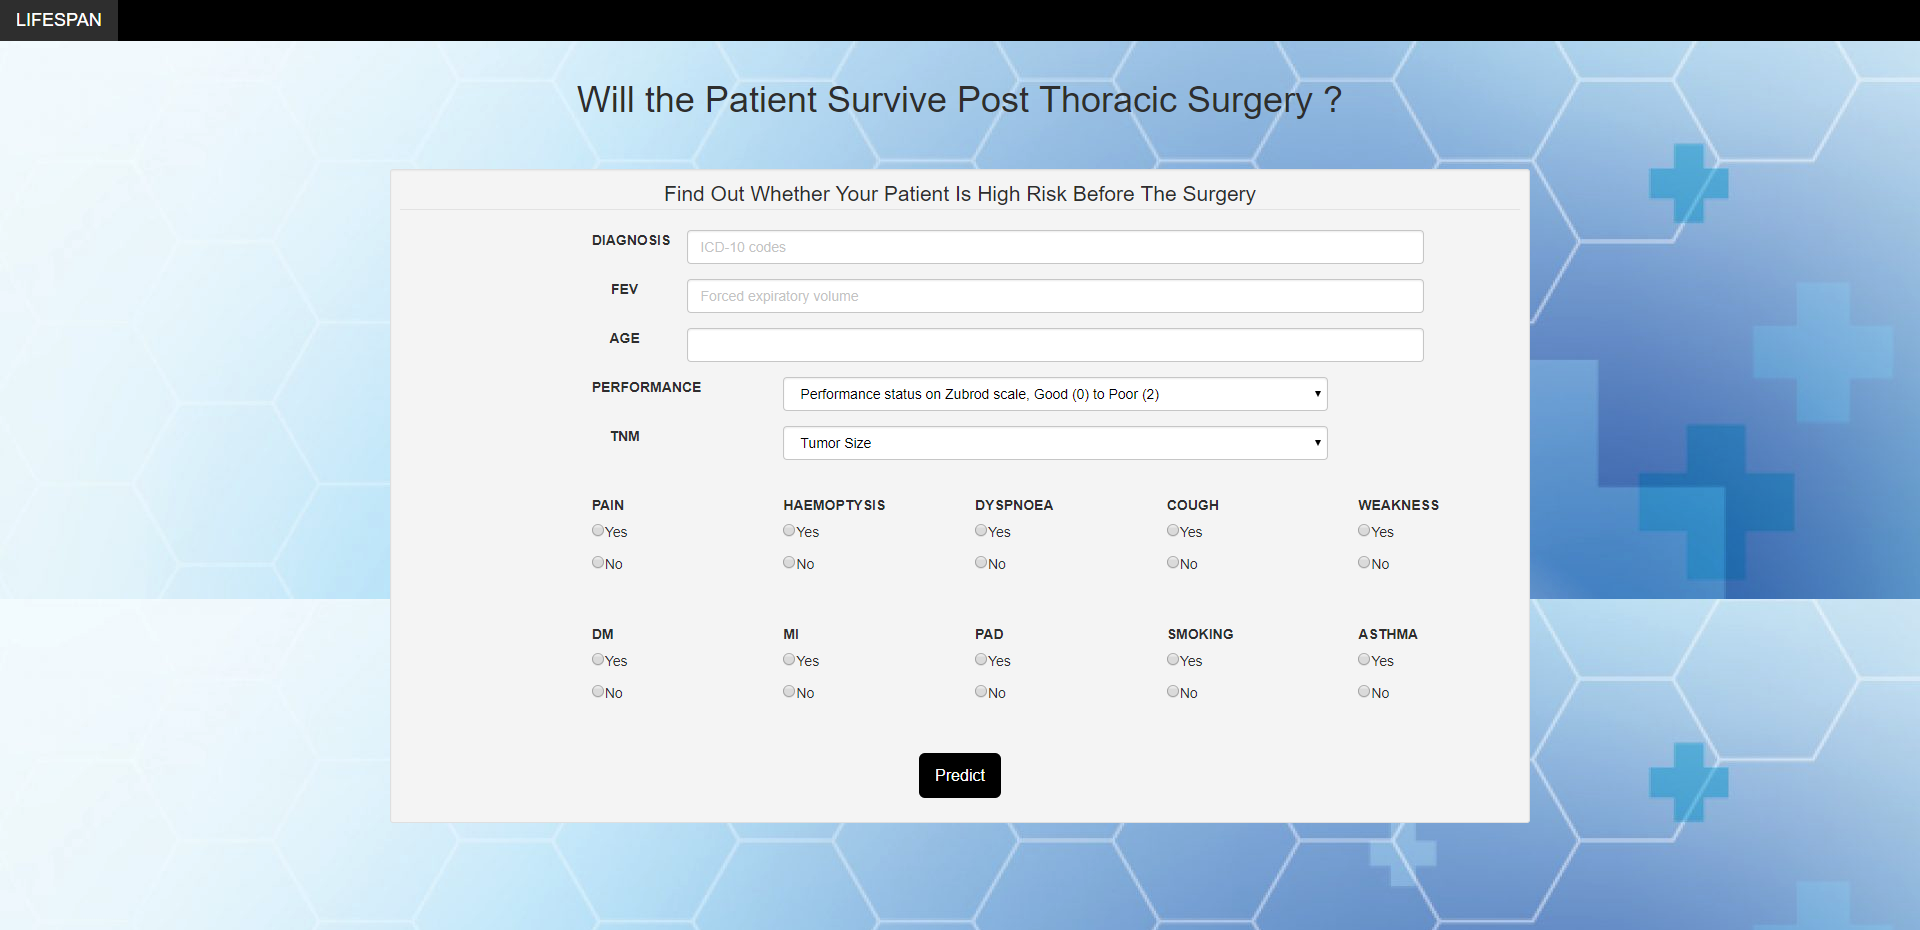 LIFESPAN
Will the Patient Survive Post Thoracic Surgery ?
Find Out Whether Your Patient Is High Risk Before The Surgery
DIAGNOSIS ICD-10 codes
FEV Forced expiratory volume
AGE
PERFORMANCE Performance status on Zubrod scale, Good (0) to Poor (2)
TNM Tumor Size
PAIN HAEMOPTYSIS DYSPNOEA COUGH WEAKNESS
Yes Yes Yes Yes Yes
No No No No No
DM MI PAD SMOKING ASTHMA
Yes Yes Yes Yes Yes
No No No No No
Predict